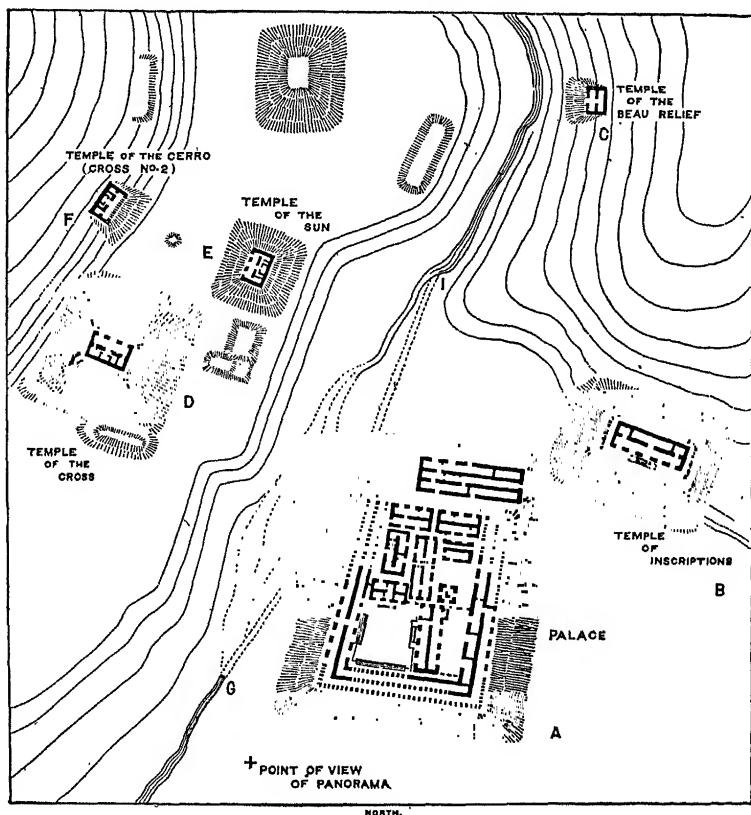 TEMPLE
OF THE
BEAU RELIEF
C
TEMPLE OF THE CERRO
(CROSS No. 2)
F
TEMPLE
OF THE
SUN
E
I
D
TEMPLE
OF THE
CROSS
TEMPLE
OF
INSCRIPTIONS
B
PALACE
G
A
+ POINT OF VIEW
OF PANORAMA
NORTH.